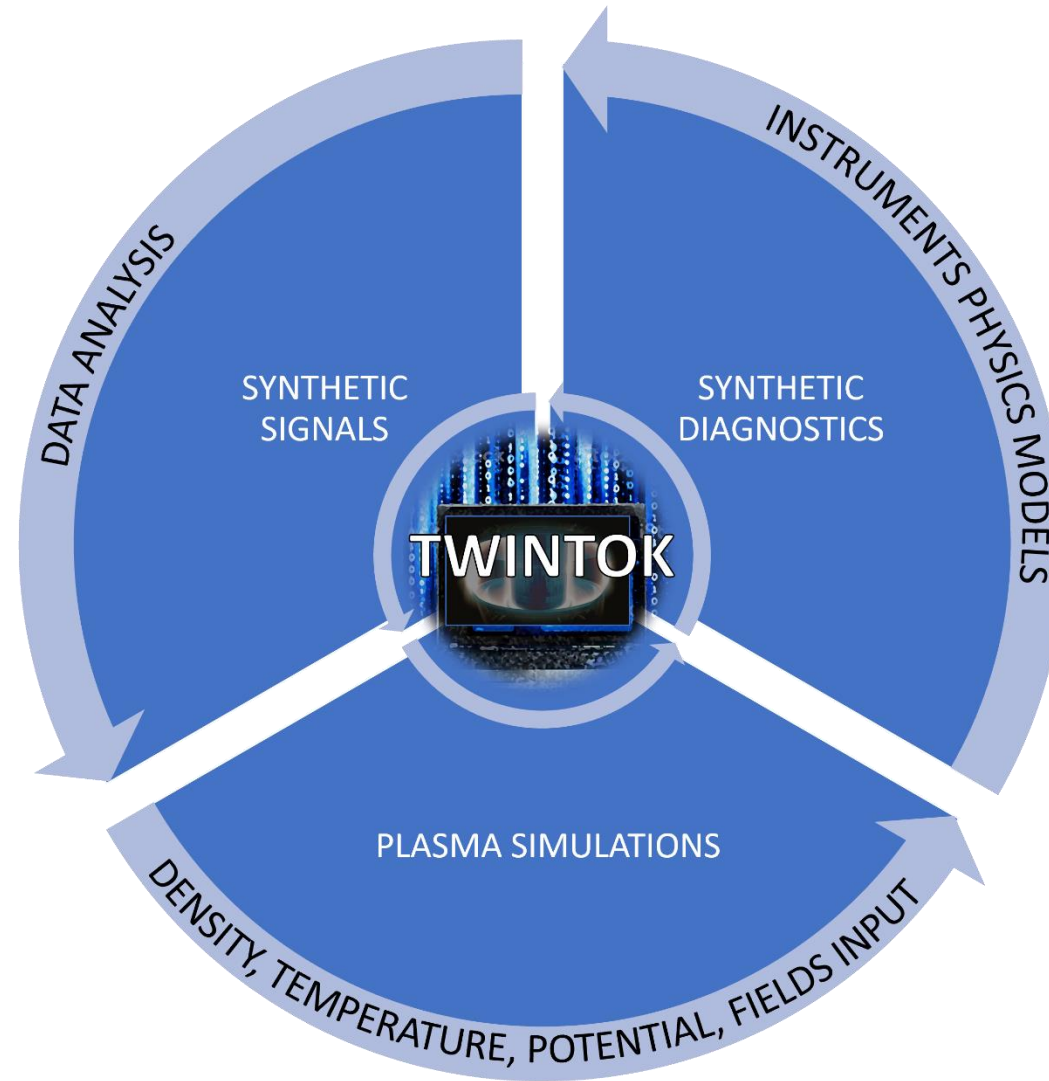 DATA ANALYSIS
INSTRUMENTS PHYSICS MODELS
SYNTHETIC
SIGNALS
SYNTHETIC
DIAGNOSTICS
TWINTOK
PLASMA SIMULATIONS
DENSITY, TEMPERATURE, POTENTIAL, FIELDS INPUT